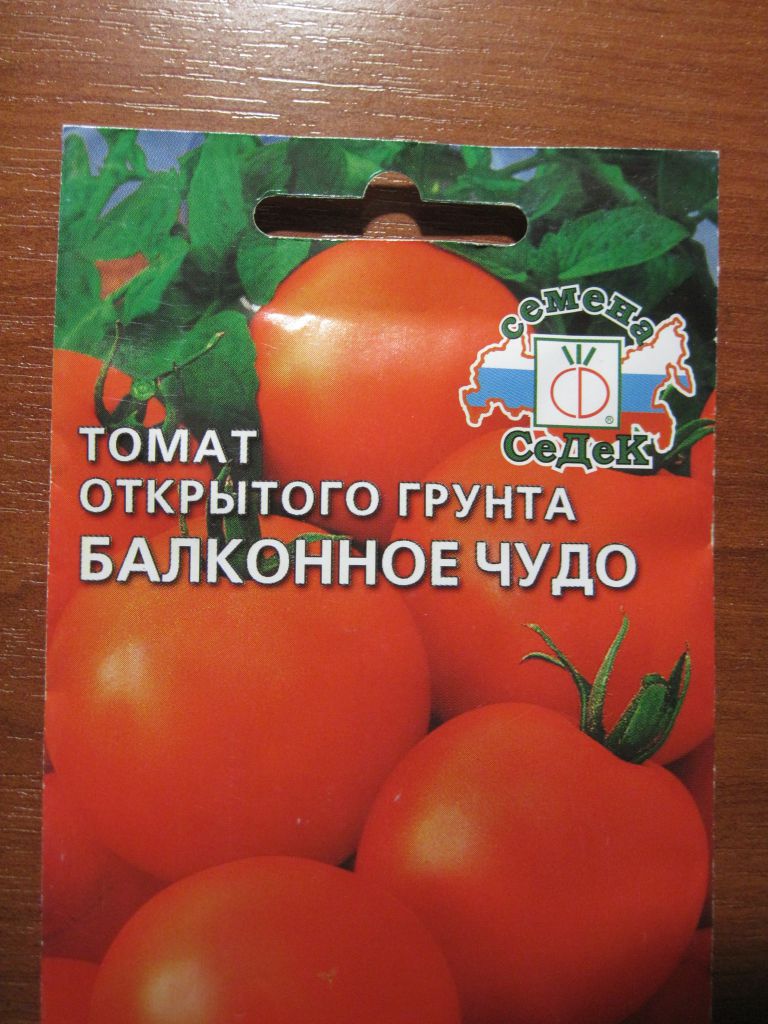 семена
СеДеК
®
ТОМАТ
ОТКРЫТОГО ГРУНТА
БАЛКОННОЕ ЧУДО